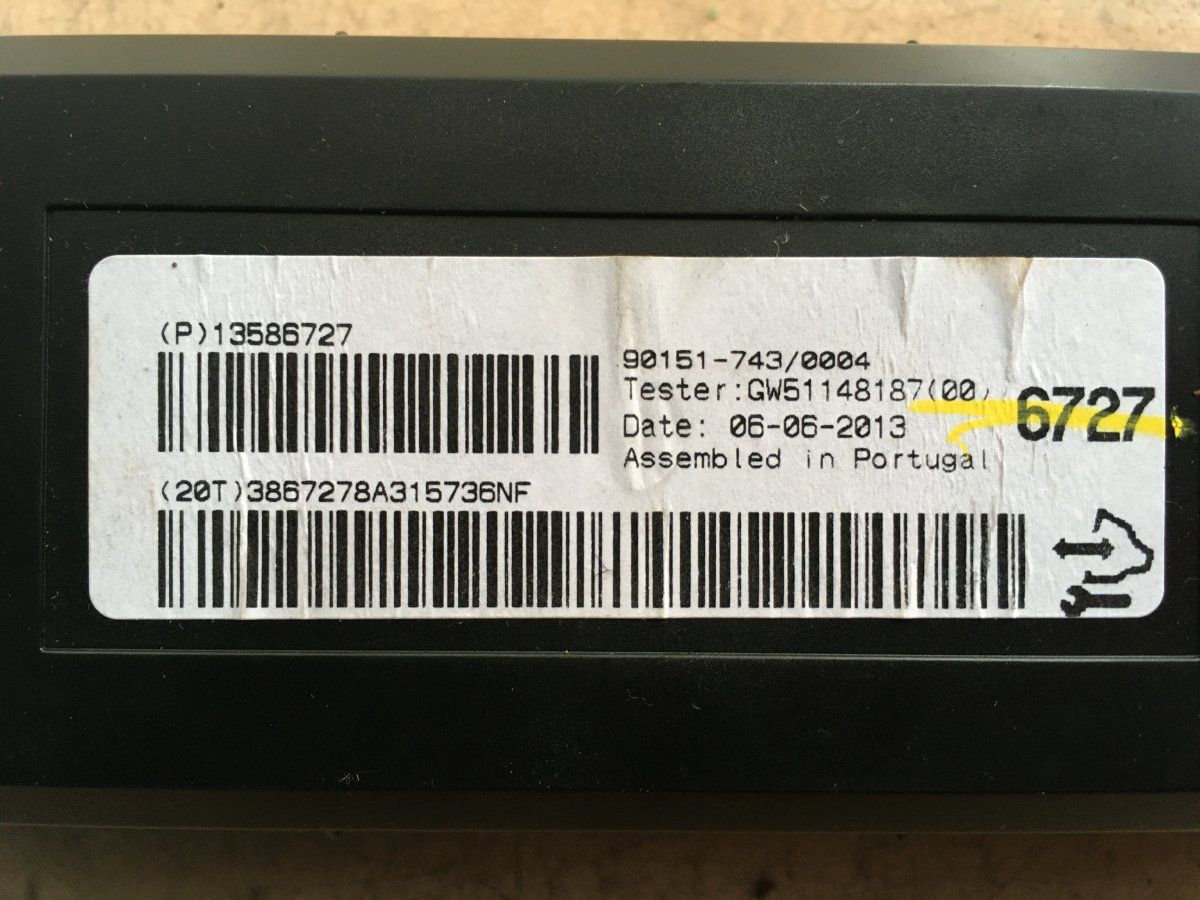 (P)13586727
90151-743/0004
Tester:GW51148187(00)
Date: 06-06-2013
Assembled in Portugal
6727
(20T)3867278A315736NF